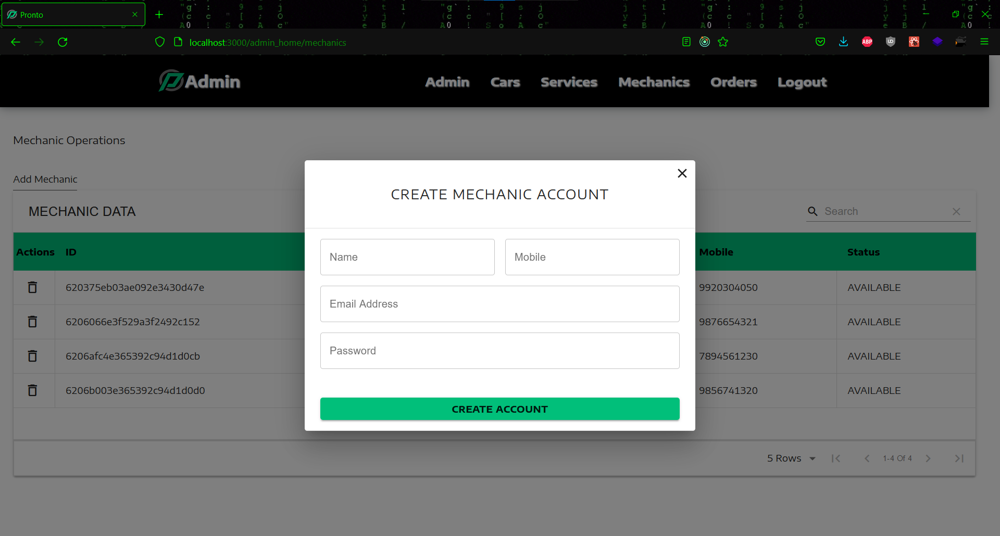 Pronto
localhost:3000/admin_home/mechanics
ABP
Admin
Admin Cars Services Mechanics Orders Logout
Mechanic Operations
Add Mechanic
MECHANIC DATA
Search
Actions ID Mobile Status
620375eb03ae092e3430d47e 9920304050 AVAILABLE
6206066e3f529a3f2492c152 9876654321 AVAILABLE
6206afc4e365392c94d1d0cb 7894561230 AVAILABLE
6206b003e365392c94d1d0d0 9856741320 AVAILABLE
5 Rows 1-4 Of 4
CREATE MECHANIC ACCOUNT
Name Mobile
Email Address
Password
CREATE ACCOUNT